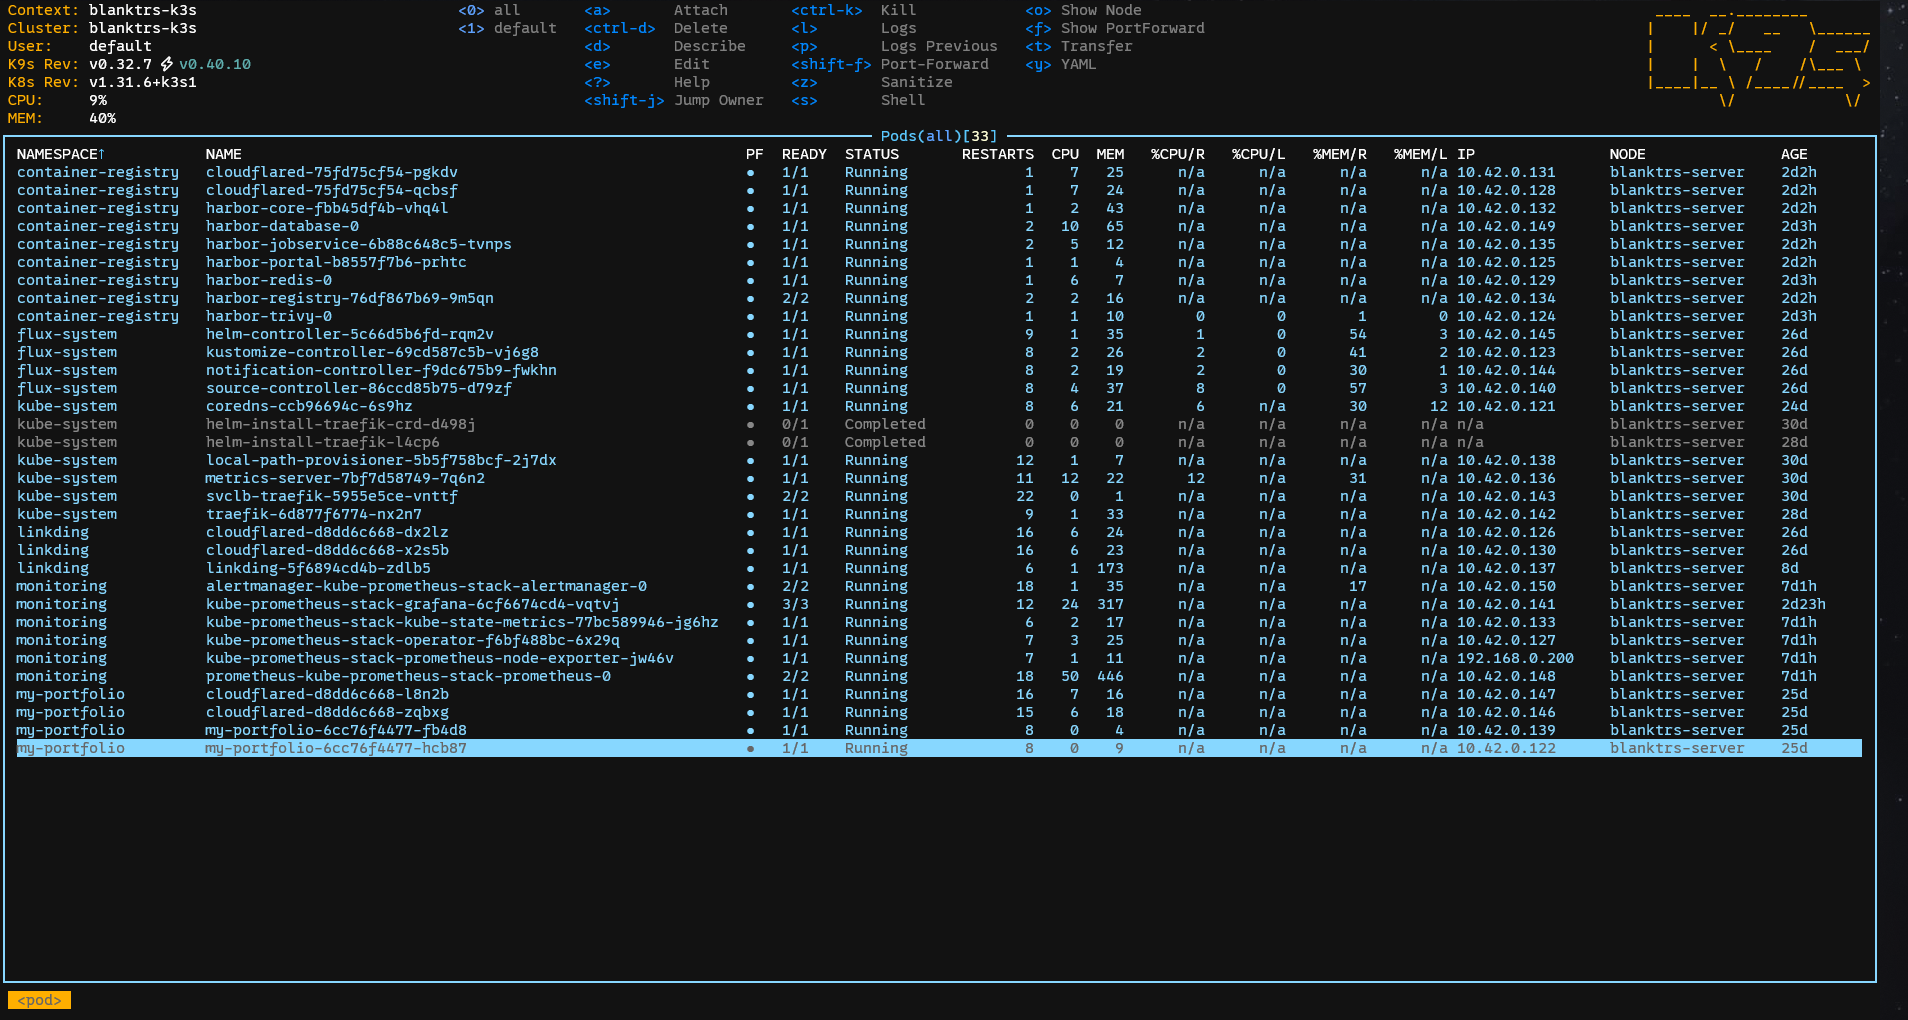 Context: blanktrs-k3s <0> all <a> Attach <ctrl-k> Kill <o> Show Node
Cluster: blanktrs-k3s <1> default <ctrl-d> Delete <l> Logs <f> Show PortForward
User: default <d> Describe <p> Logs Previous <t> Transfer
K9s Rev: v0.32.7 ⚡ v0.40.10 <e> Edit <shift-f> Port-Forward <y> YAML
K8s Rev: v1.31.6+k3s1 <?> Help <z> Sanitize
CPU: 9% <shift-j> Jump Owner <s> Shell
MEM: 40%
Pods(all)[33]
NAMESPACE↑ NAME PF READY STATUS RESTARTS CPU MEM %CPU/R %CPU/L %MEM/R %MEM/L IP NODE AGE
container-registry cloudflared-75fd75cf54-pgkdv ● 1/1 Running 1 7 25 n/a n/a n/a n/a 10.42.0.131 blanktrs-server 2d2h
container-registry cloudflared-75fd75cf54-qcbsf ● 1/1 Running 1 7 24 n/a n/a n/a n/a 10.42.0.128 blanktrs-server 2d2h
container-registry harbor-core-fbb45df4b-vhq4l ● 1/1 Running 1 2 43 n/a n/a n/a n/a 10.42.0.132 blanktrs-server 2d2h
container-registry harbor-database-0 ● 1/1 Running 2 10 65 n/a n/a n/a n/a 10.42.0.149 blanktrs-server 2d3h
container-registry harbor-jobservice-6b88c648c5-tvnps ● 1/1 Running 2 5 12 n/a n/a n/a n/a 10.42.0.135 blanktrs-server 2d2h
container-registry harbor-portal-b8557f7b6-prhtc ● 1/1 Running 1 1 4 n/a n/a n/a n/a 10.42.0.125 blanktrs-server 2d2h
container-registry harbor-redis-0 ● 1/1 Running 1 6 7 n/a n/a n/a n/a 10.42.0.129 blanktrs-server 2d3h
container-registry harbor-registry-76df867b69-9m5qn ● 2/2 Running 2 2 16 n/a n/a n/a n/a 10.42.0.134 blanktrs-server 2d2h
container-registry harbor-trivy-0 ● 1/1 Running 1 1 10 0 0 1 0 10.42.0.124 blanktrs-server 2d3h
flux-system helm-controller-5c66d5b6fd-rqm2v ● 1/1 Running 9 1 35 1 0 54 3 10.42.0.145 blanktrs-server 26d
flux-system kustomize-controller-69cd587c5b-vj6g8 ● 1/1 Running 8 2 26 2 0 41 2 10.42.0.123 blanktrs-server 26d
flux-system notification-controller-f9dc675b9-fwkhn ● 1/1 Running 8 2 19 2 0 30 1 10.42.0.144 blanktrs-server 26d
flux-system source-controller-86ccd85b75-d79zf ● 1/1 Running 8 4 37 8 0 57 3 10.42.0.140 blanktrs-server 26d
kube-system coredns-ccb96694c-6s9hz ● 1/1 Running 8 6 21 6 n/a 30 12 10.42.0.121 blanktrs-server 24d
kube-system helm-install-traefik-crd-d498j ● 0/1 Completed 0 0 0 n/a n/a n/a n/a n/a blanktrs-server 30d
kube-system helm-install-traefik-l4cp6 ● 0/1 Completed 0 0 0 n/a n/a n/a n/a n/a blanktrs-server 28d
kube-system local-path-provisioner-5b5f758bcf-2j7dx ● 1/1 Running 12 1 7 n/a n/a n/a n/a 10.42.0.138 blanktrs-server 30d
kube-system metrics-server-7bf7d58749-7q6n2 ● 1/1 Running 11 12 22 12 n/a 31 n/a 10.42.0.136 blanktrs-server 30d
kube-system svclb-traefik-5955e5ce-vnttf ● 2/2 Running 22 0 1 n/a n/a n/a n/a 10.42.0.143 blanktrs-server 30d
kube-system traefik-6d877f6774-nx2n7 ● 1/1 Running 9 1 33 n/a n/a n/a n/a 10.42.0.142 blanktrs-server 28d
linkding cloudflared-d8dd6c668-dx2lz ● 1/1 Running 16 6 24 n/a n/a n/a n/a 10.42.0.126 blanktrs-server 26d
linkding cloudflared-d8dd6c668-x2s5b ● 1/1 Running 16 6 23 n/a n/a n/a n/a 10.42.0.130 blanktrs-server 26d
linkding linkding-5f6894cd4b-zdlb5 ● 1/1 Running 6 1 173 n/a n/a n/a n/a 10.42.0.137 blanktrs-server 8d
monitoring alertmanager-kube-prometheus-stack-alertmanager-0 ● 2/2 Running 18 1 35 n/a n/a 17 n/a 10.42.0.150 blanktrs-server 7d1h
monitoring kube-prometheus-stack-grafana-6cf6674cd4-vqtvj ● 3/3 Running 12 24 317 n/a n/a n/a n/a 10.42.0.141 blanktrs-server 2d23h
monitoring kube-prometheus-stack-kube-state-metrics-77bc589946-jg6hz ● 1/1 Running 6 2 17 n/a n/a n/a n/a 10.42.0.133 blanktrs-server 7d1h
monitoring kube-prometheus-stack-operator-f6bf488bc-6x29q ● 1/1 Running 7 3 25 n/a n/a n/a n/a 10.42.0.127 blanktrs-server 7d1h
monitoring kube-prometheus-stack-prometheus-node-exporter-jw46v ● 1/1 Running 7 1 11 n/a n/a n/a n/a 192.168.0.200 blanktrs-server 7d1h
monitoring prometheus-kube-prometheus-stack-prometheus-0 ● 2/2 Running 18 50 446 n/a n/a n/a n/a 10.42.0.148 blanktrs-server 7d1h
my-portfolio cloudflared-d8dd6c668-l8n2b ● 1/1 Running 16 7 16 n/a n/a n/a n/a 10.42.0.147 blanktrs-server 25d
my-portfolio cloudflared-d8dd6c668-zqbxg ● 1/1 Running 15 6 18 n/a n/a n/a n/a 10.42.0.146 blanktrs-server 25d
my-portfolio my-portfolio-6cc76f4477-fb4d8 ● 1/1 Running 8 0 4 n/a n/a n/a n/a 10.42.0.139 blanktrs-server 25d
my-portfolio my-portfolio-6cc76f4477-hcb87 ● 1/1 Running 8 0 9 n/a n/a n/a n/a 10.42.0.122 blanktrs-server 25d
<pod>